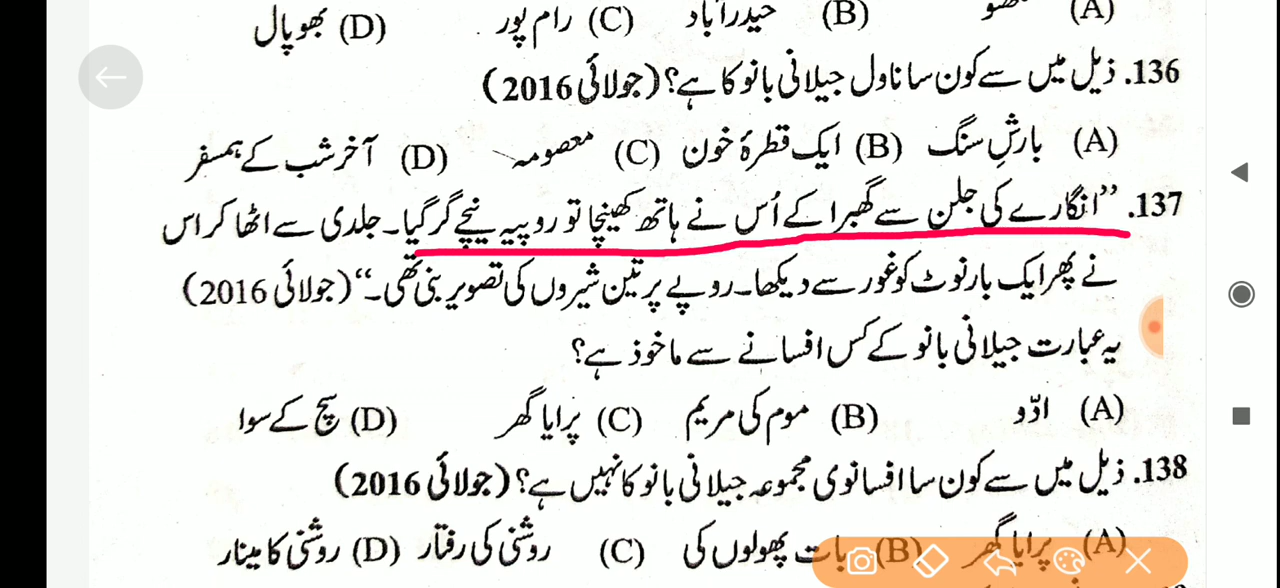 (A) (B) حیدرآباد (C) رام پور (D) بھوپال
136. ذیل میں سے کون سا ناول جیلانی بانو کا ہے؟ (جولائی 2016)
(A) بارشِ سنگ (B) ایک قطرۂ خون (C) معصومہ (D) آخر شب کے ہمسفر
137. ”انگارے کی جلن سے گھبرا کے اُس نے ہاتھ کھینچا تو روپیہ نیچے گر گیا۔ جلدی سے اٹھا کر اس
نے پھر ایک بار نوٹ کو غور سے دیکھا۔ روپے پر تین شیروں کی تصویر بنی تھی۔“ (جولائی 2016)
یہ عبارت جیلانی بانو کے کس افسانے سے ماخوذ ہے؟
(A) ادّو (B) موم کی مریم (C) پرایا گھر (D) سچ کے سوا
138. ذیل میں سے کون سا افسانوی مجموعہ جیلانی بانو کا نہیں ہے؟ (جولائی 2016)
(A) پرایا گھر (B) بات پھولوں کی (C) روشنی کی رفتار (D) روشنی کا مینار